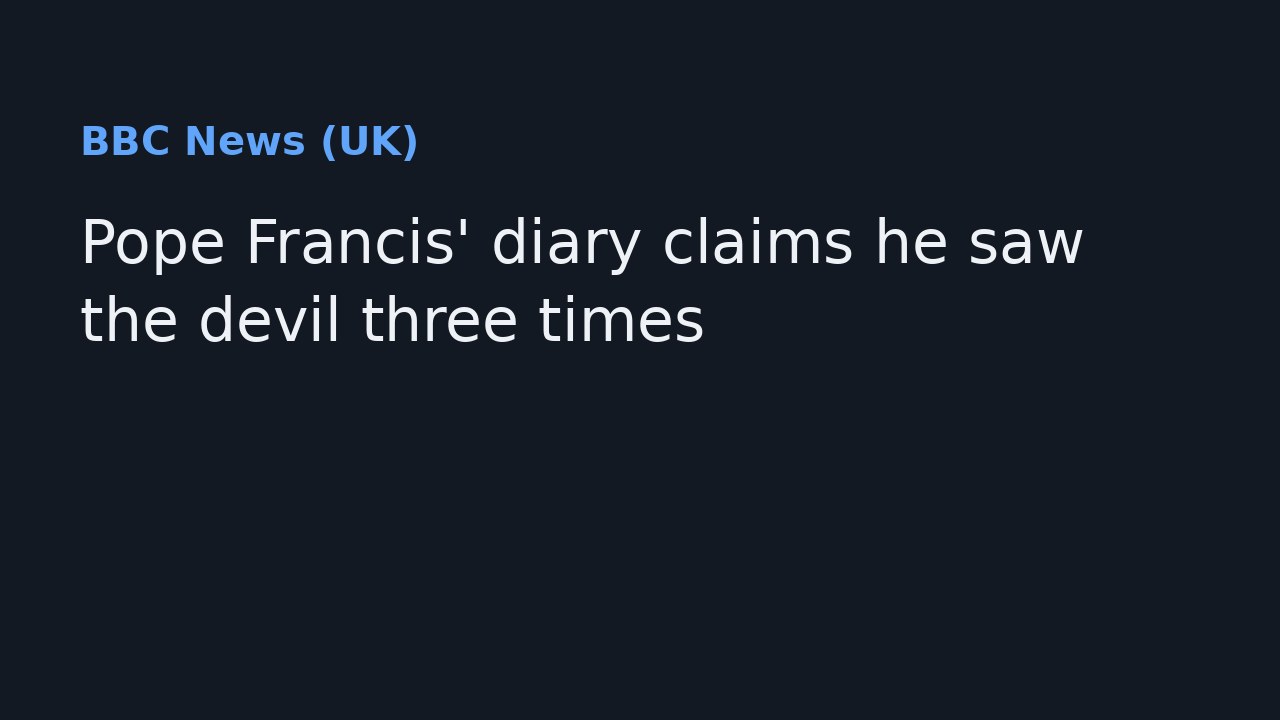 BBC News (UK)
Pope Francis' diary claims he saw
the devil three times